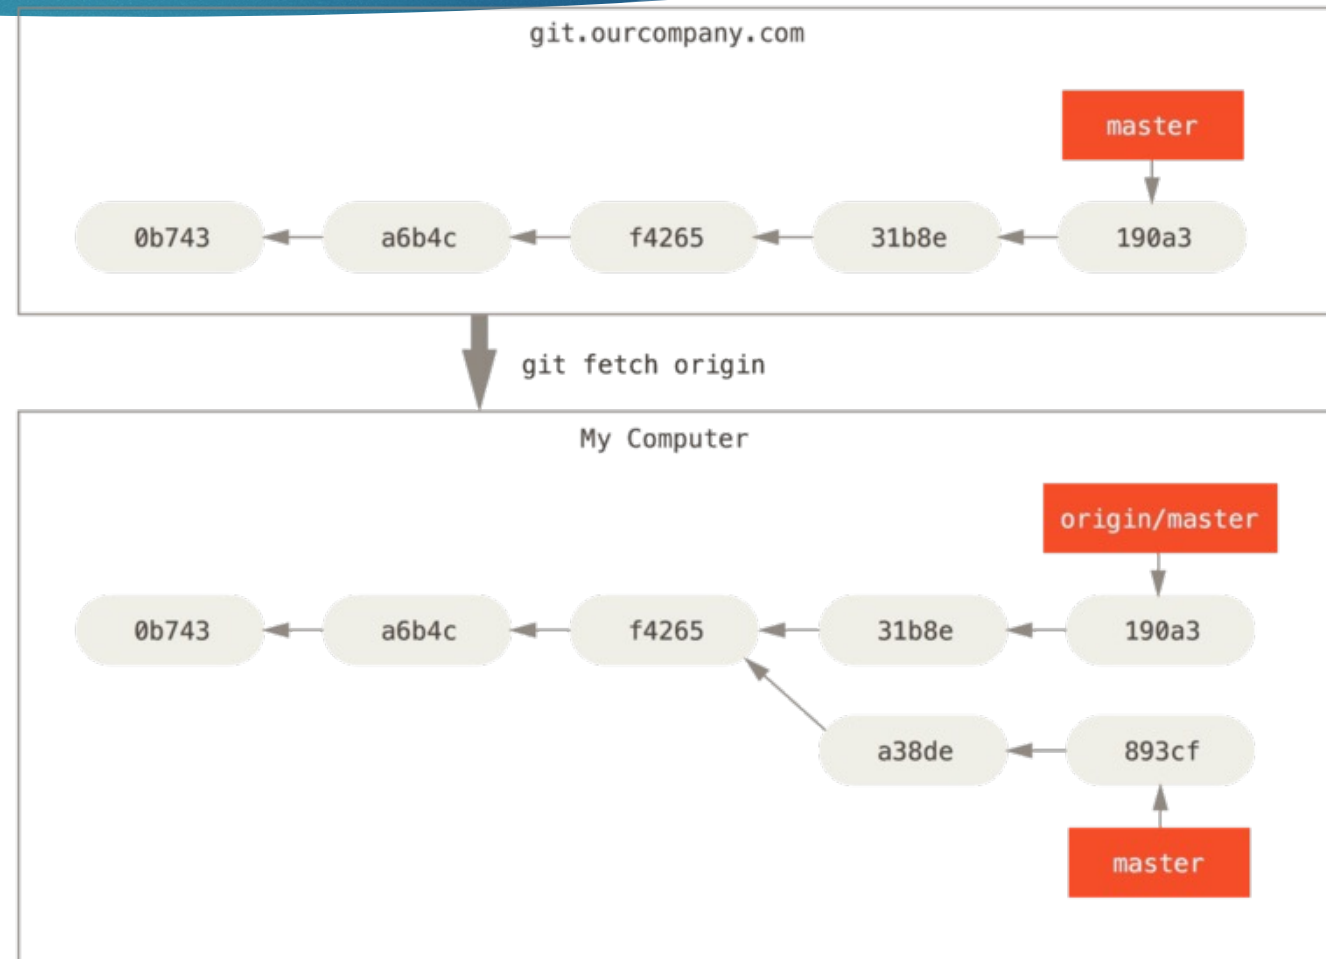 git.ourcompany.com
master
0b743 a6b4c f4265 31b8e 190a3
git fetch origin
My Computer
origin/master
0b743 a6b4c f4265 31b8e 190a3
a38de 893cf
master